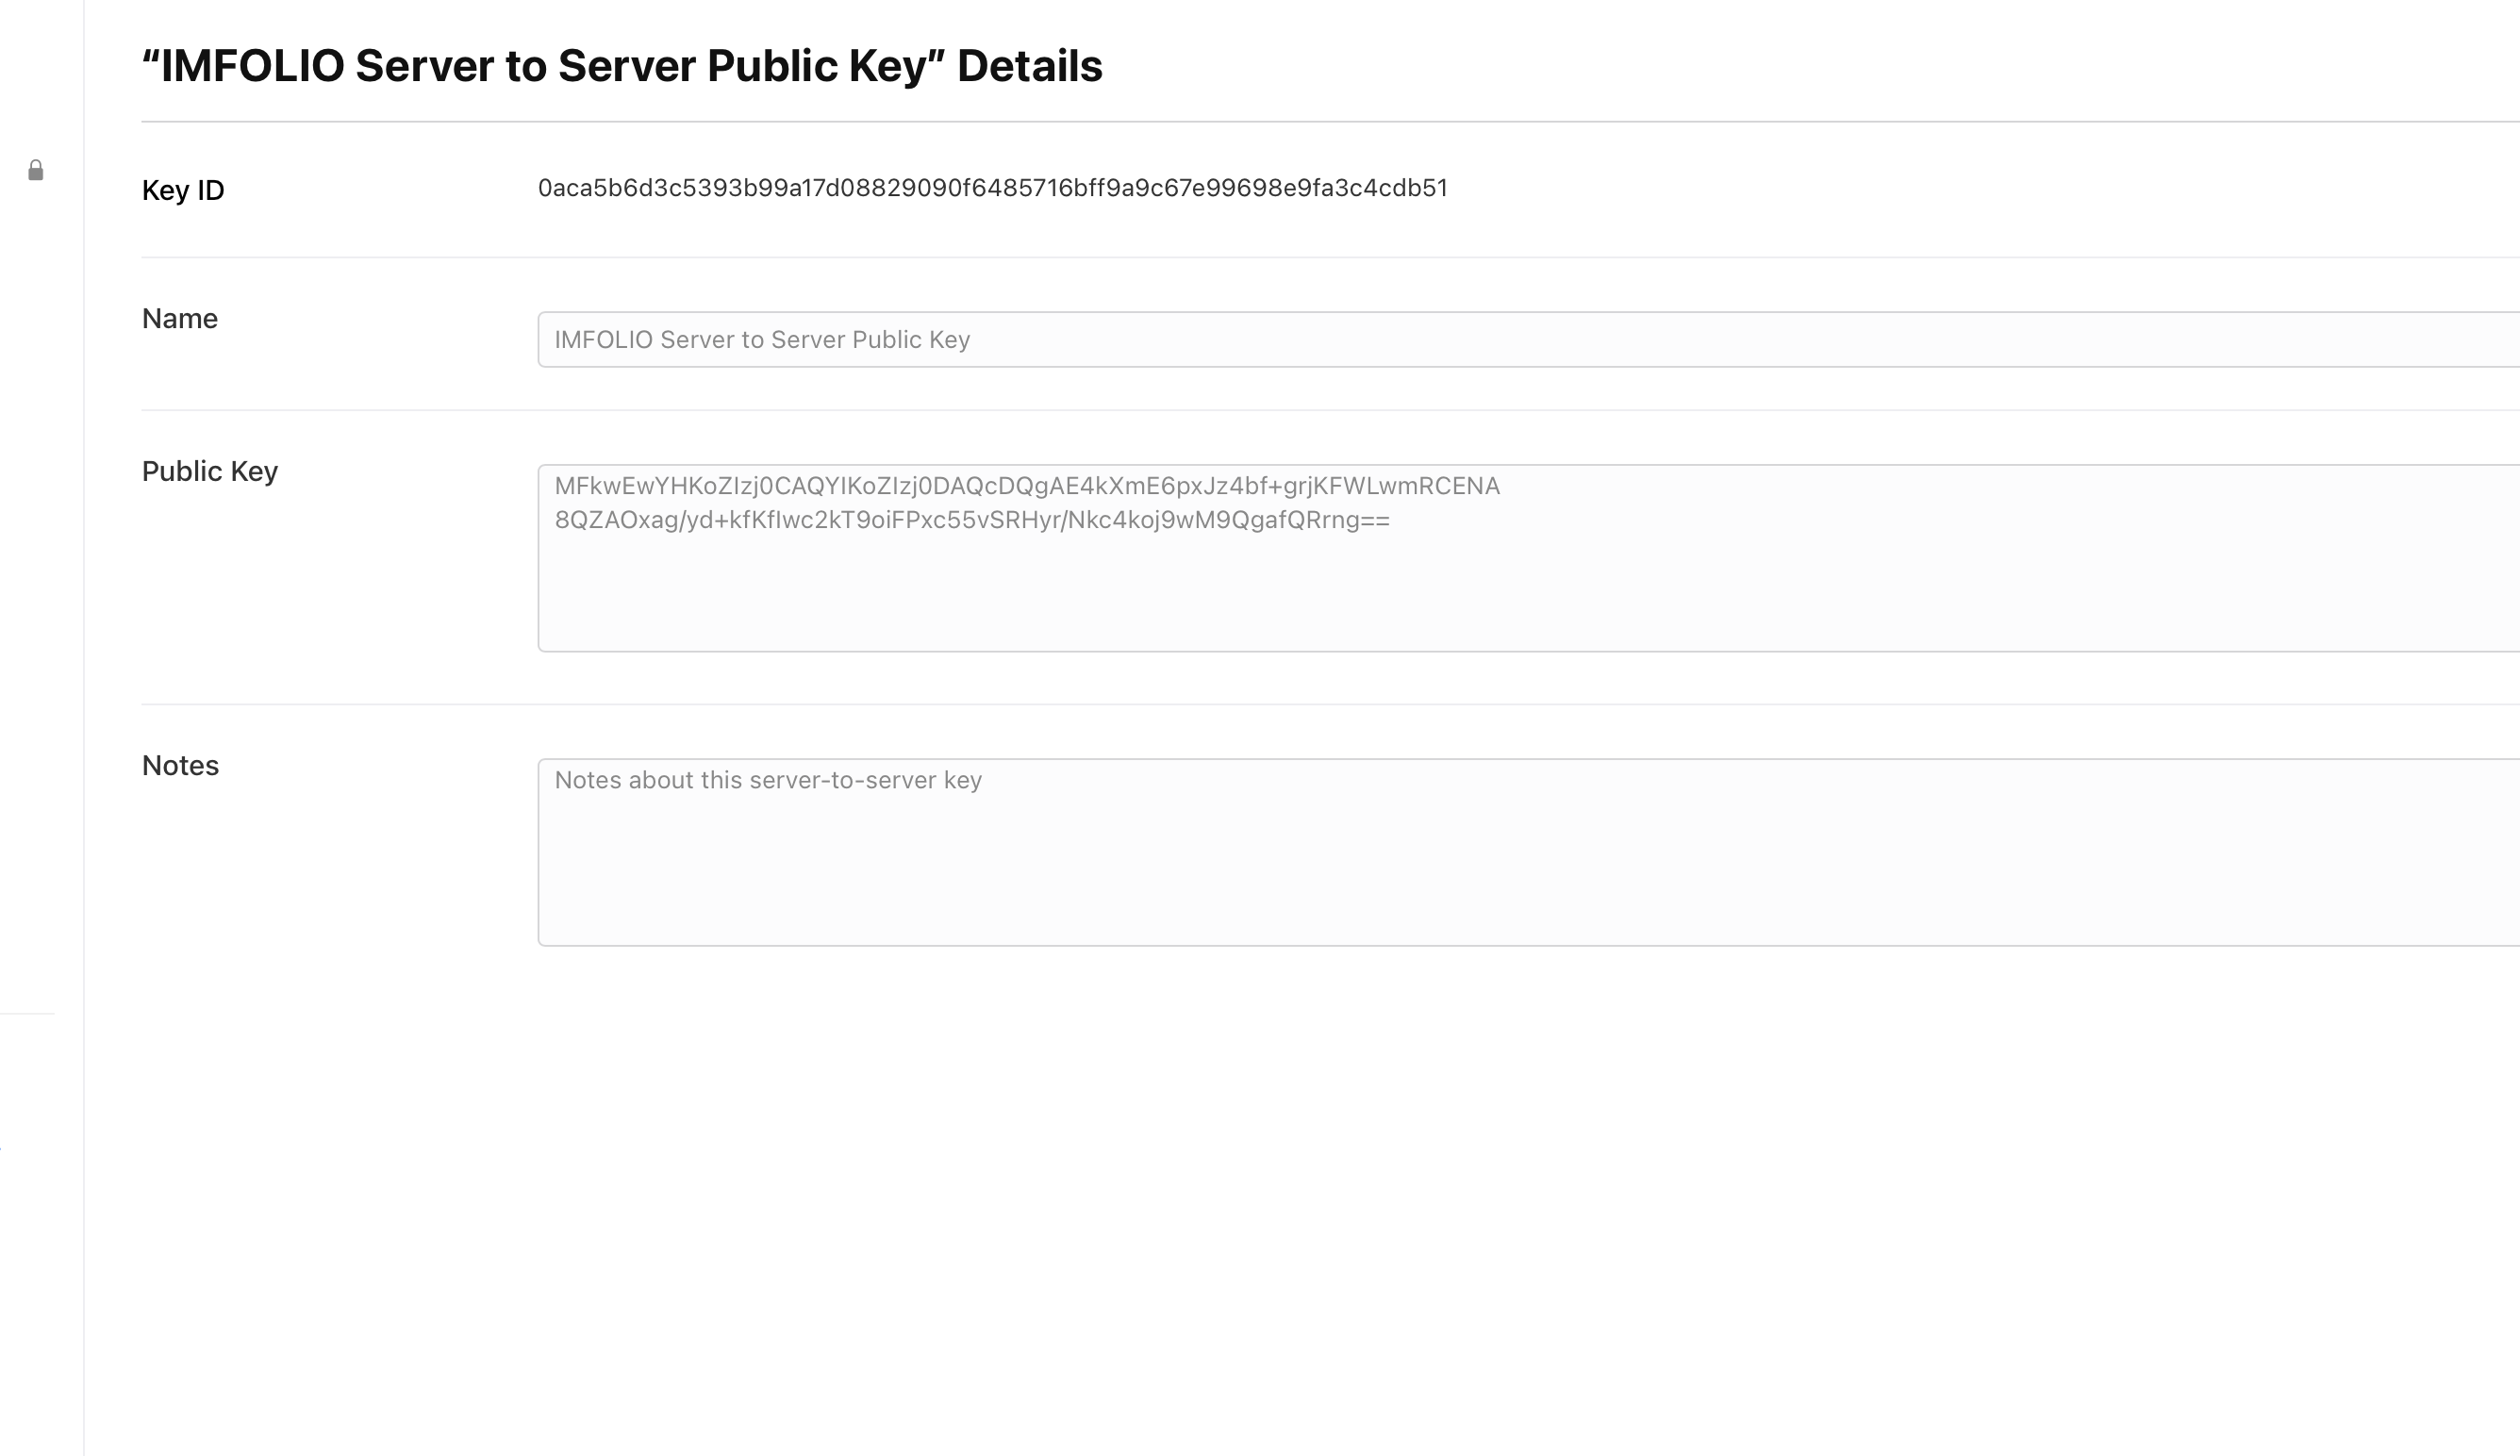 “IMFOLIO Server to Server Public Key” Details
Key ID
0aca5b6d3c5393b99a17d08829090f6485716bff9a9c67e99698e9fa3c4cdb51
Name
IMFOLIO Server to Server Public Key
Public Key
MFkwEwYHKoZIzj0CAQYIKoZIzj0DAQcDQgAE4kXmE6pxJz4bf+grjKFWLwmRCENA
8QZAOxag/yd+kfKfIwc2kT9oiFPxc55vSRHyr/Nkc4koj9wM9QgafQRrng==
Notes
Notes about this server-to-server key